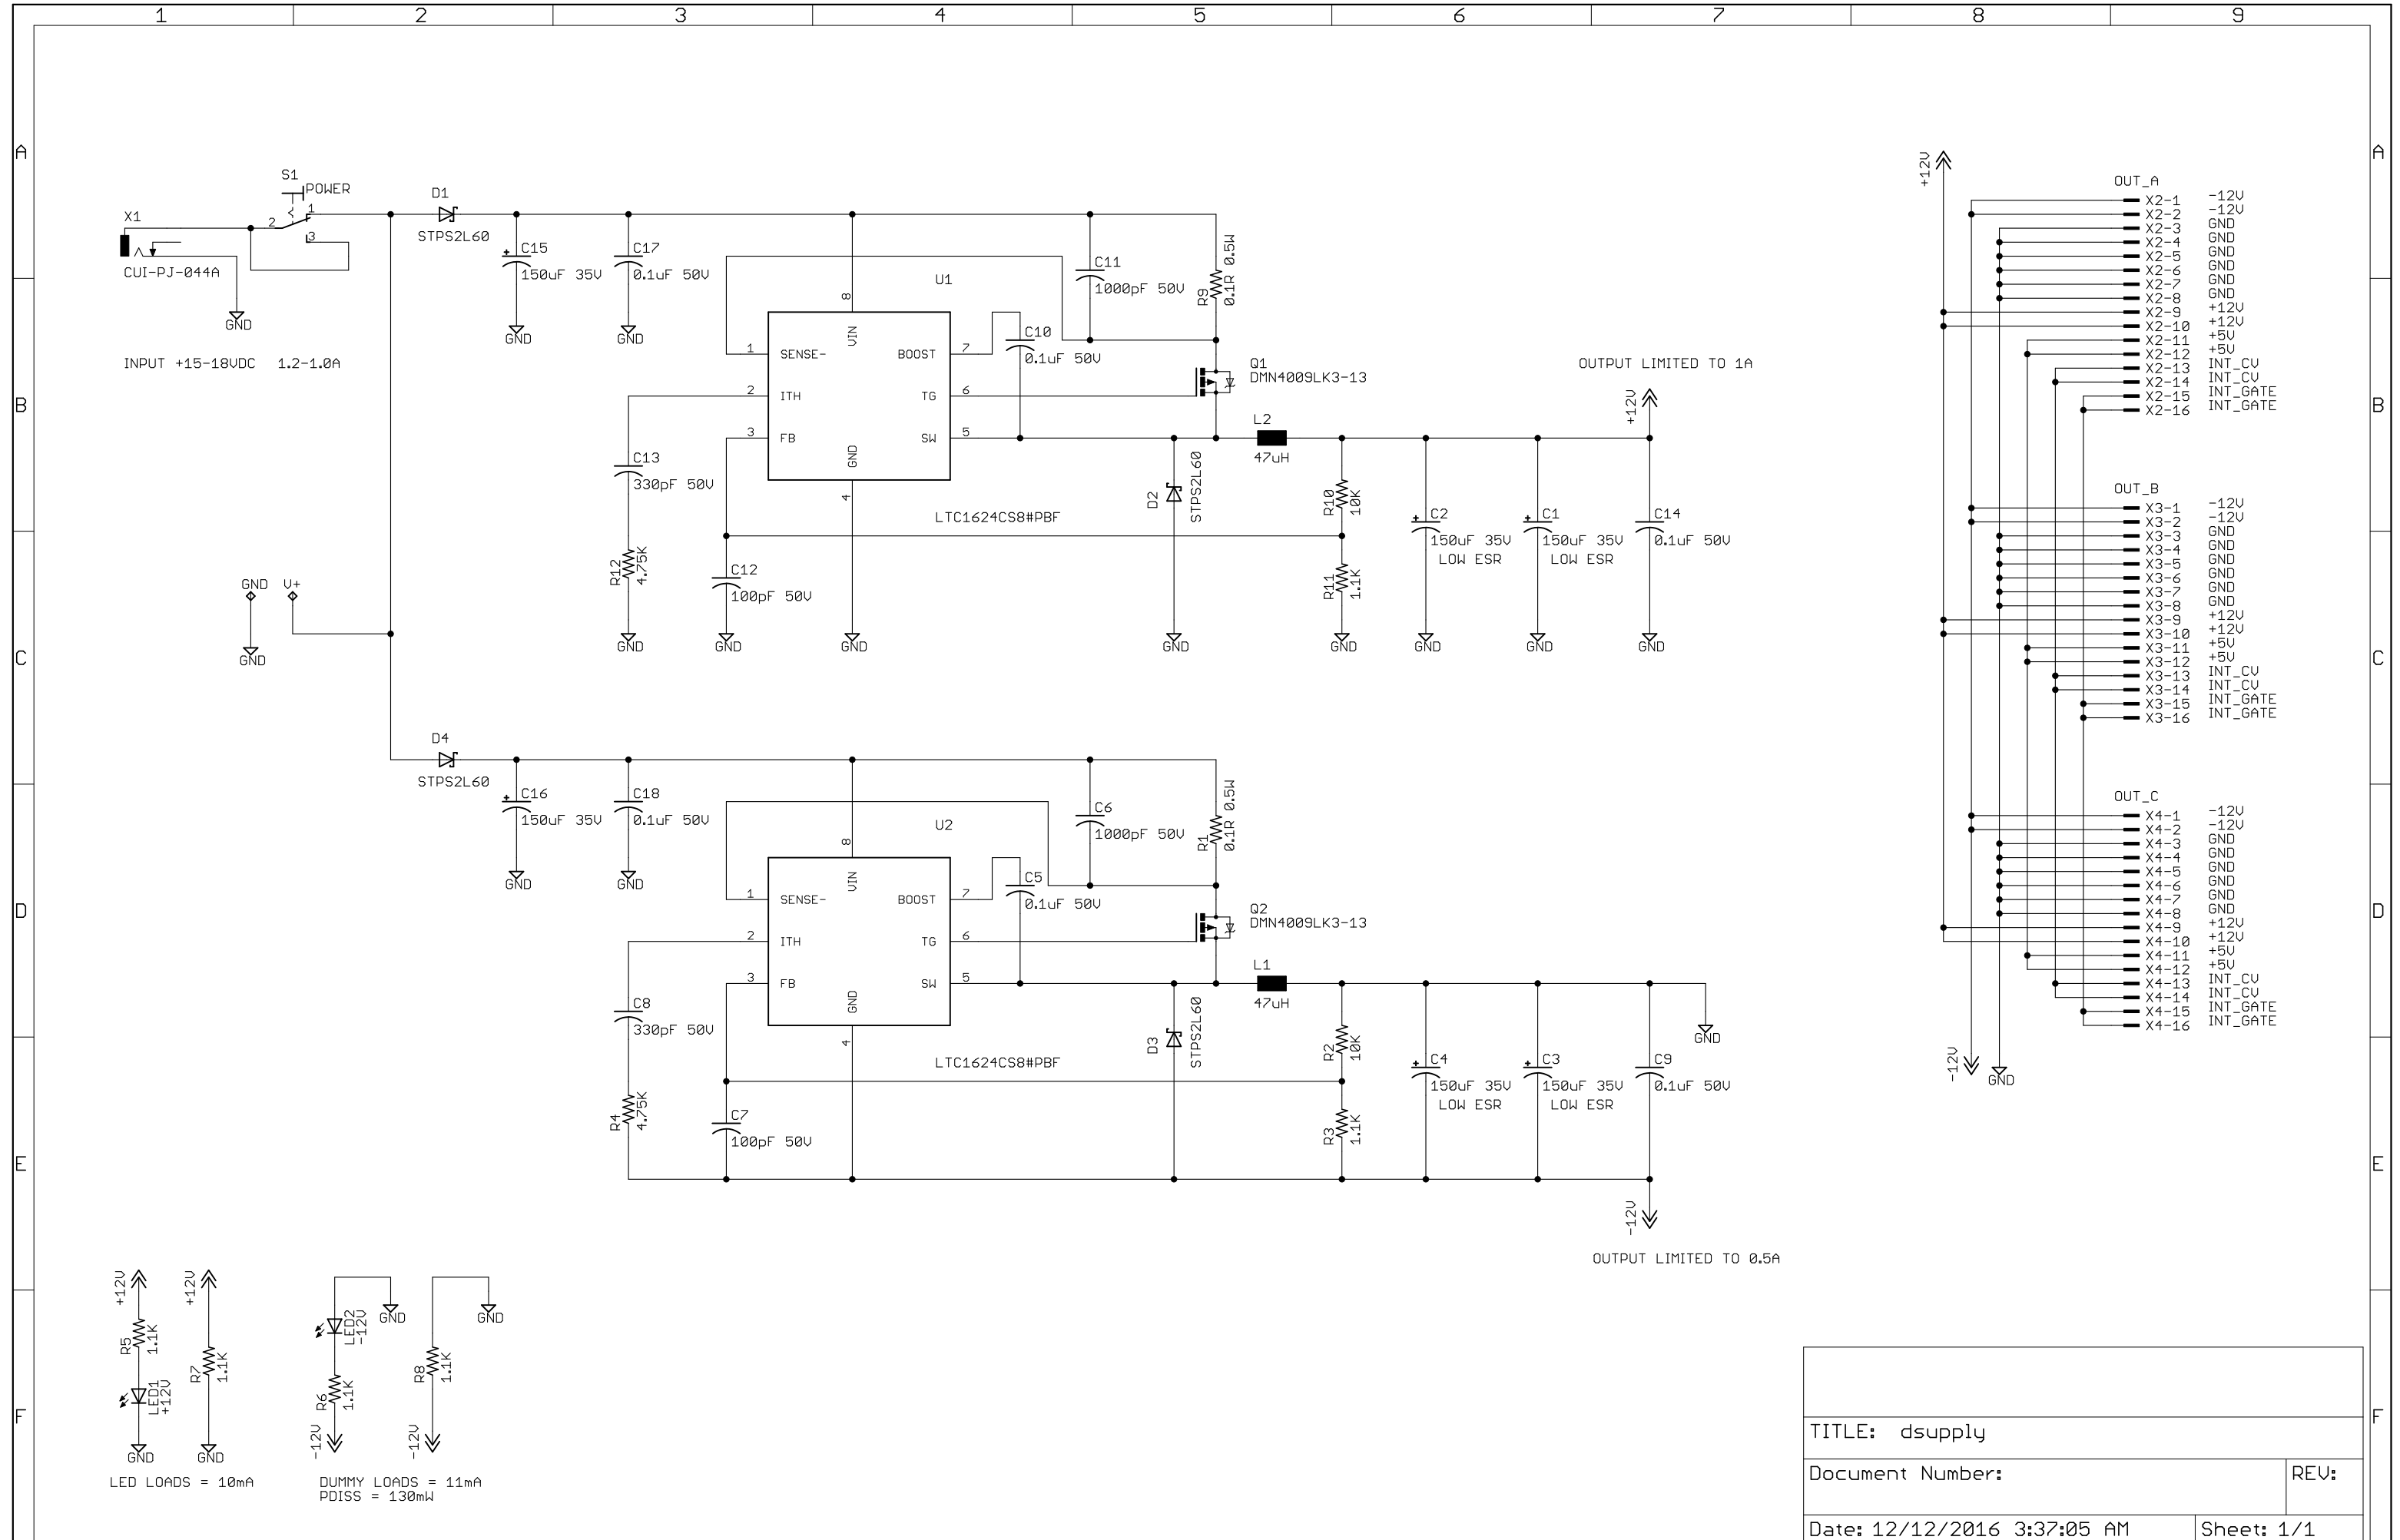 1 2 3 4 5 6 7 8 9
A A
B B
C C
D D
E E
F F
X1
CUI-PJ-044A
GND
INPUT +15-18VDC 1.2-1.0A
S1
POWER
1
2
3
D1
STPS2L60
C15
150uF 35V
GND
C17
0.1uF 50V
GND
U1
8
VIN
1 SENSE-
2 ITH
3 FB
BOOST 7
TG 6
SW 5
GND
4
LTC1624CS8#PBF
C10
0.1uF 50V
C11
1000pF 50V
R9
0.1R 0.5W
Q1
DMN4009LK3-13
L2
47uH
D2
STPS2L60
GND
C13
330pF 50V
R12
4.75K
GND
C12
100pF 50V
GND
GND
R10
10K
R11
1.1K
GND
C2
150uF 35V
LOW ESR
GND
C1
150uF 35V
LOW ESR
GND
C14
0.1uF 50V
GND
OUTPUT LIMITED TO 1A
+12V
GND V+
GND
D4
STPS2L60
C16
150uF 35V
GND
C18
0.1uF 50V
GND
U2
8
VIN
1 SENSE-
2 ITH
3 FB
BOOST 7
TG 6
SW 5
GND
4
LTC1624CS8#PBF
C5
0.1uF 50V
C6
1000pF 50V
R1
0.1R 0.5W
Q2
DMN4009LK3-13
L1
47uH
D3
STPS2L60
C8
330pF 50V
R4
4.75K
C7
100pF 50V
R2
10K
R3
1.1K
C4
150uF 35V
LOW ESR
C3
150uF 35V
LOW ESR
C9
0.1uF 50V
GND
-12V
OUTPUT LIMITED TO 0.5A
+12V
OUT_A
X2-1 -12V
X2-2 -12V
X2-3 GND
X2-4 GND
X2-5 GND
X2-6 GND
X2-7 GND
X2-8 GND
X2-9 +12V
X2-10 +12V
X2-11 +5V
X2-12 +5V
X2-13 INT_CV
X2-14 INT_CV
X2-15 INT_GATE
X2-16 INT_GATE
OUT_B
X3-1 -12V
X3-2 -12V
X3-3 GND
X3-4 GND
X3-5 GND
X3-6 GND
X3-7 GND
X3-8 GND
X3-9 +12V
X3-10 +12V
X3-11 +5V
X3-12 +5V
X3-13 INT_CV
X3-14 INT_CV
X3-15 INT_GATE
X3-16 INT_GATE
OUT_C
X4-1 -12V
X4-2 -12V
X4-3 GND
X4-4 GND
X4-5 GND
X4-6 GND
X4-7 GND
X4-8 GND
X4-9 +12V
X4-10 +12V
X4-11 +5V
X4-12 +5V
X4-13 INT_CV
X4-14 INT_CV
X4-15 INT_GATE
X4-16 INT_GATE
-12V
GND
+12V
R5
1.1K
LED1
+12V
GND
+12V
R7
1.1K
GND
LED LOADS = 10mA
GND
LED2
-12V
R6
1.1K
-12V
GND
R8
1.1K
-12V
DUMMY LOADS = 11mA
PDISS = 130mW
TITLE: dsupply
Document Number:
REV:
Date: 12/12/2016 3:37:05 AM
Sheet: 1/1